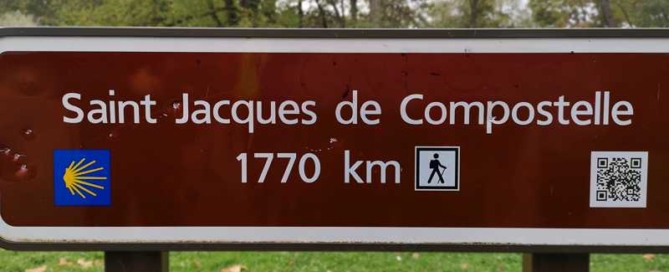 Saint Jacques de Compostelle
1770 km